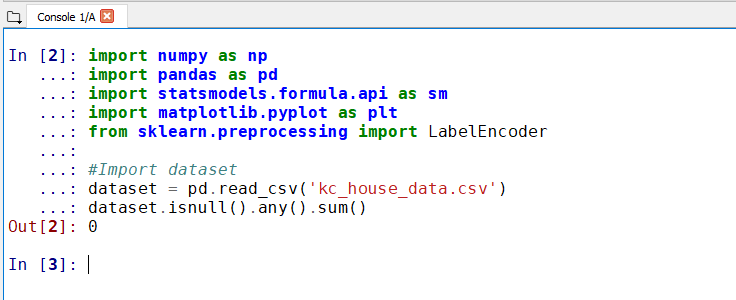 Console 1/A
In [2]: import numpy as np
...: import pandas as pd
...: import statsmodels.formula.api as sm
...: import matplotlib.pyplot as plt
...: from sklearn.preprocessing import LabelEncoder
...:
...: #Import dataset
...: dataset = pd.read_csv('kc_house_data.csv')
...: dataset.isnull().any().sum()
Out[2]: 0
In [3]: